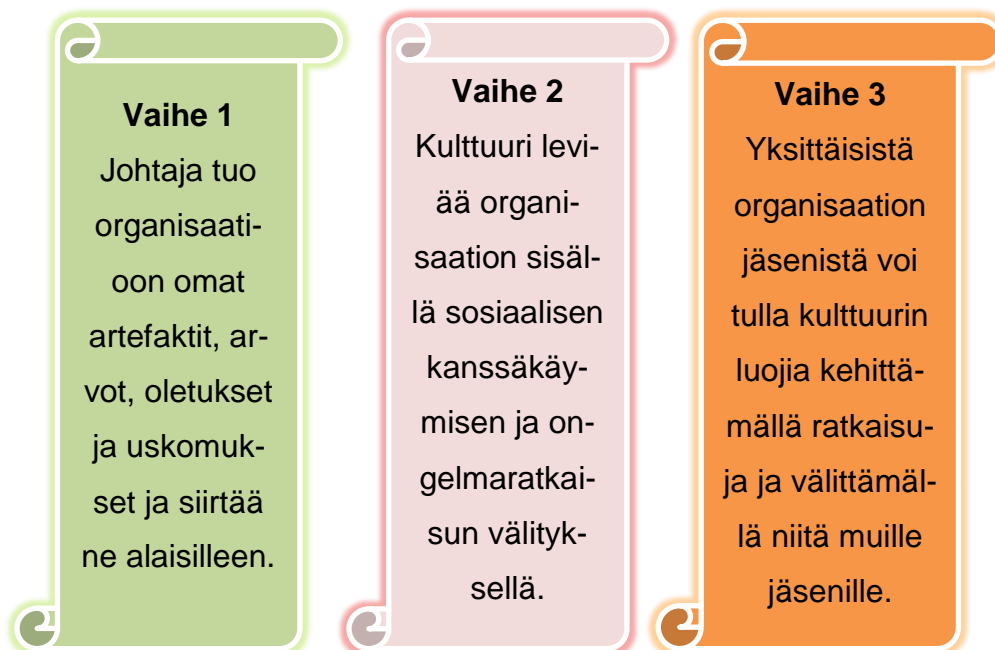 Vaihe 1
Johtaja tuo
organisaati-
oon omat
artefaktit, ar-
vot, oletukset
ja uskomuk-
set ja siirtää
ne alaisilleen.
Vaihe 2
Kulttuuri levi-
ää organi-
saation sisäl-
lä sosiaalisen
kanssäkäy-
misen ja on-
gelmaratkai-
sun välityk-
sellä.
Vaihe 3
Yksittäisistä
organisaation
jäsenistä voi
tulla kulttuurin
luojia kehittä-
mällä ratkaisu-
ja ja välittämäl-
lä niitä muille
jäsenille.